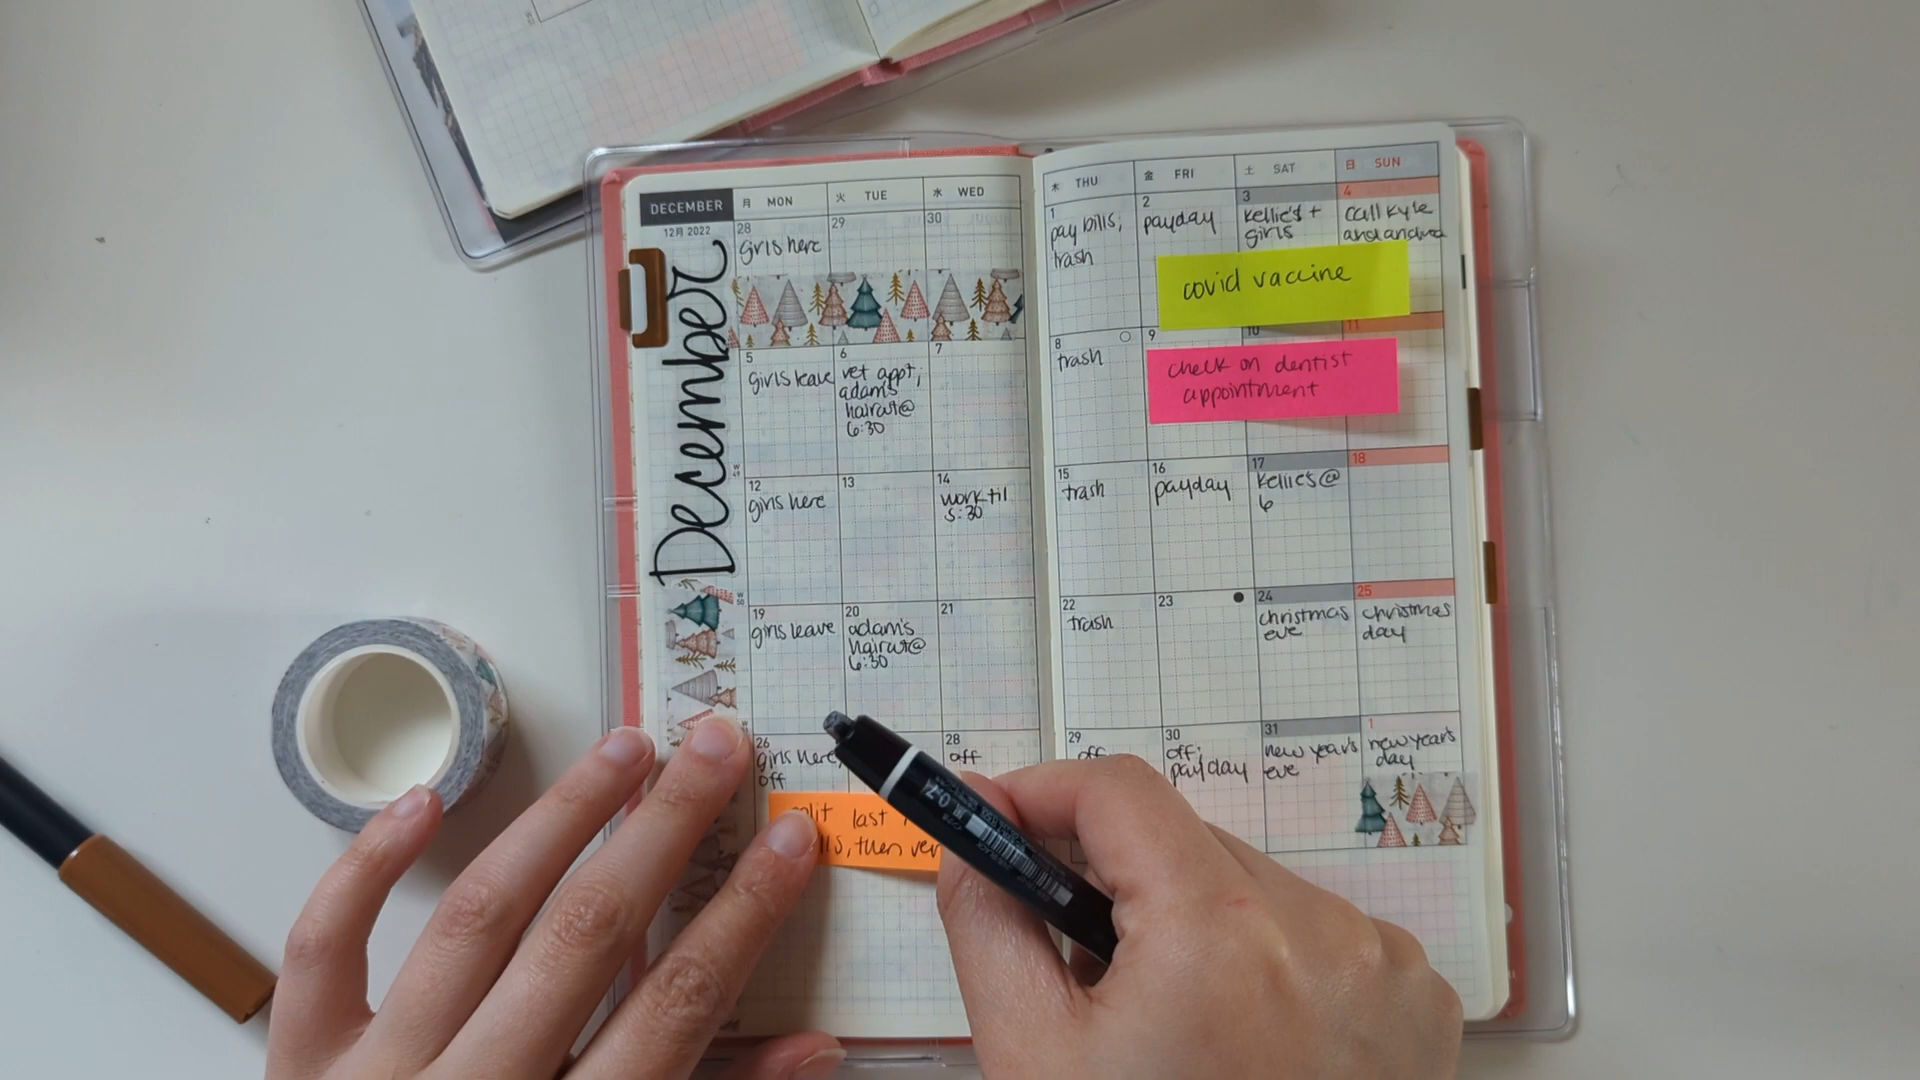 DECEMBER
12月 2022
December
月 MON
火 TUE
水 WED
木 THU
金 FRI
土 SAT
日 SUN
28
girls here
29
30
1
pay bills;
trash
2
payday
3
Kellie's +
girls
4
call kyle
covid vaccine
5
girls leave
6
vet appt;
adams
haircut@
6:30
7
8
trash
9
10
11
check on dentist
appointment
12
girls here
13
14
work til
5:30
15
trash
16
payday
17
Kellie's @
6
18
19
girls leave
20
adam's
haircut@
6:30
21
22
trash
23
24
christmas
eve
25
christmas
day
26
girls here,
off
28
off
29
off
30
off;
payday
31
new year's
eve
1
new year's
day
last
then
0.7